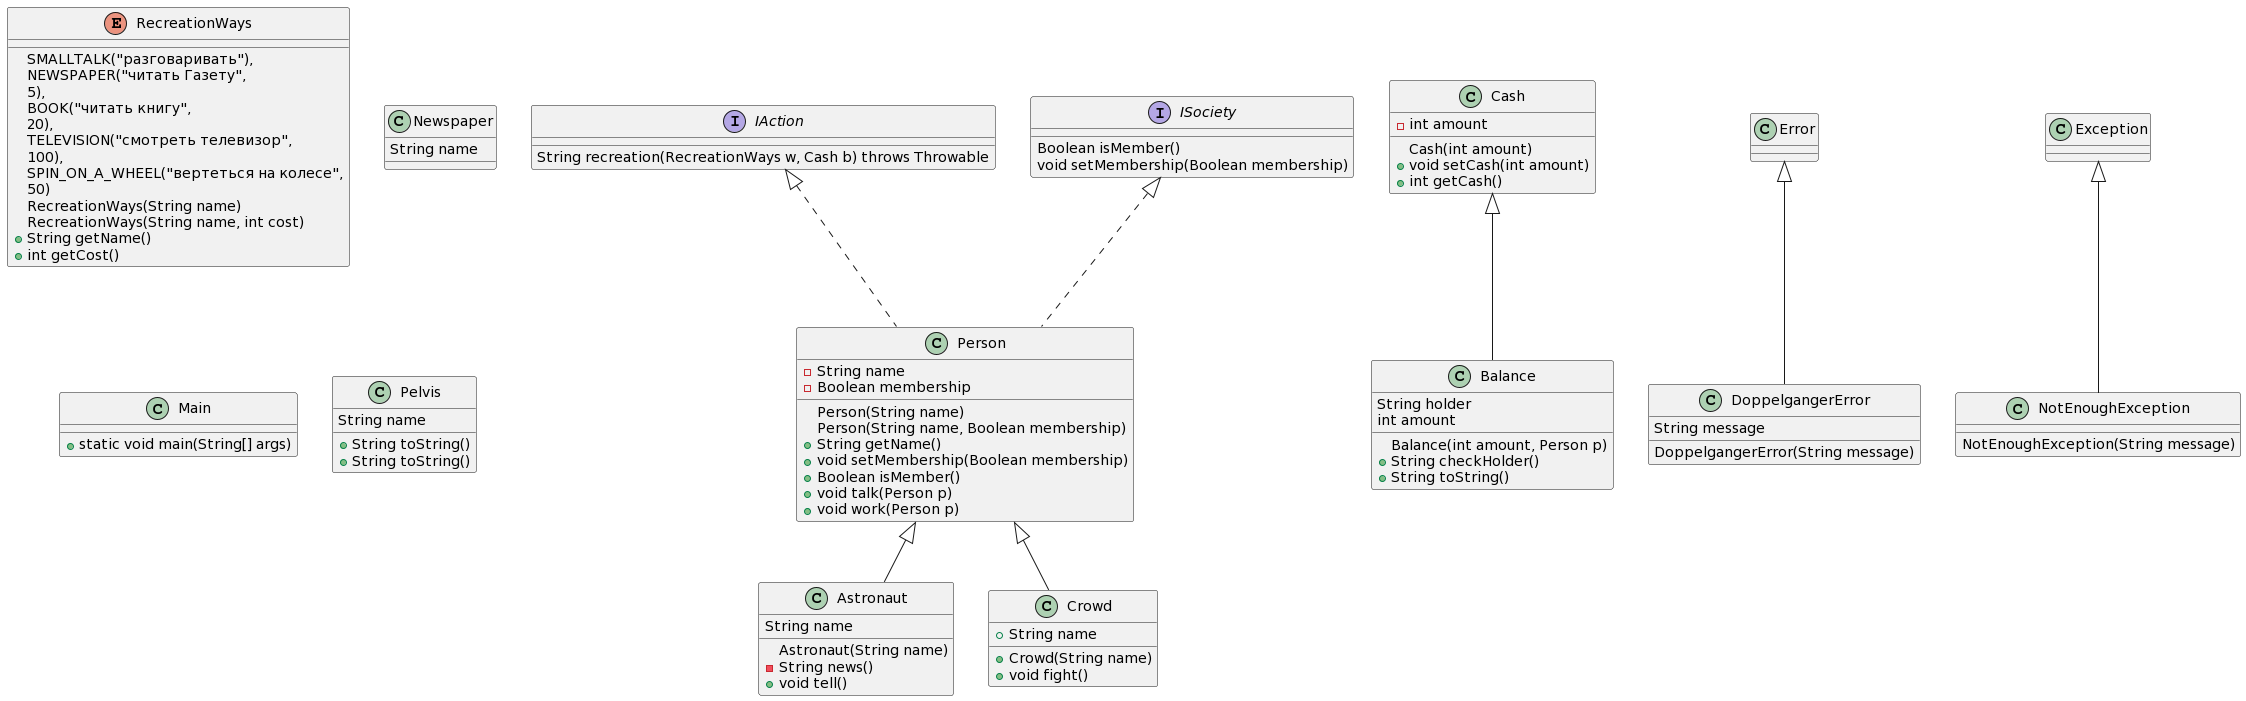 E RecreationWays
SMALLTALK("разговаривать"),
NEWSPAPER("читать Газету",
5),
BOOK("читать книгу",
20),
TELEVISION("смотреть телевизор",
100),
SPIN_ON_A_WHEEL("вертеться на колесе",
50)
RecreationWays(String name)
RecreationWays(String name, int cost)
String getName()
int getCost()
C Newspaper
String name
I IAction
String recreation(RecreationWays w, Cash b) throws Throwable
I ISociety
Boolean isMember()
void setMembership(Boolean membership)
C Cash
int amount
Cash(int amount)
void setCash(int amount)
int getCash()
C Error
C Exception
C Main
static void main(String[] args)
C Pelvis
String name
String toString()
String toString()
C Person
String name
Boolean membership
Person(String name)
Person(String name, Boolean membership)
String getName()
void setMembership(Boolean membership)
Boolean isMember()
void talk(Person p)
void work(Person p)
C Balance
String holder
int amount
Balance(int amount, Person p)
String checkHolder()
String toString()
C DoppelgangerError
String message
DoppelgangerError(String message)
C NotEnoughException
NotEnoughException(String message)
C Astronaut
String name
Astronaut(String name)
String news()
void tell()
C Crowd
String name
Crowd(String name)
void fight()